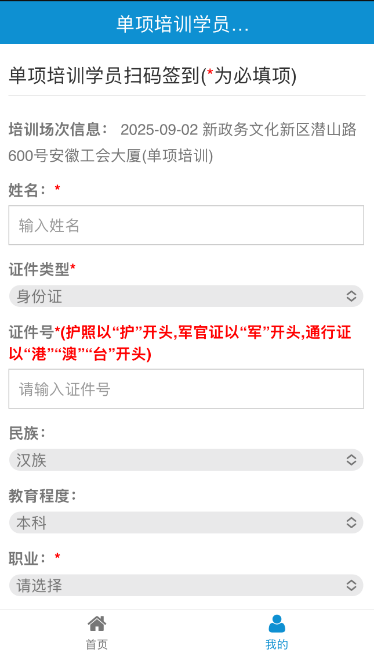 单项培训学员…
单项培训学员扫码签到(*为必填项)
培训场次信息： 2025-09-02 新政务文化新区潜山路
600号安徽工会大厦(单项培训)
姓名：*
输入姓名
证件类型*
身份证
证件号*(护照以“护”开头,军官证以“军”开头,通行证
以“港”“澳”“台”开头)
请输入证件号
民族：
汉族
教育程度：
本科
职业：*
请选择
首页
我的